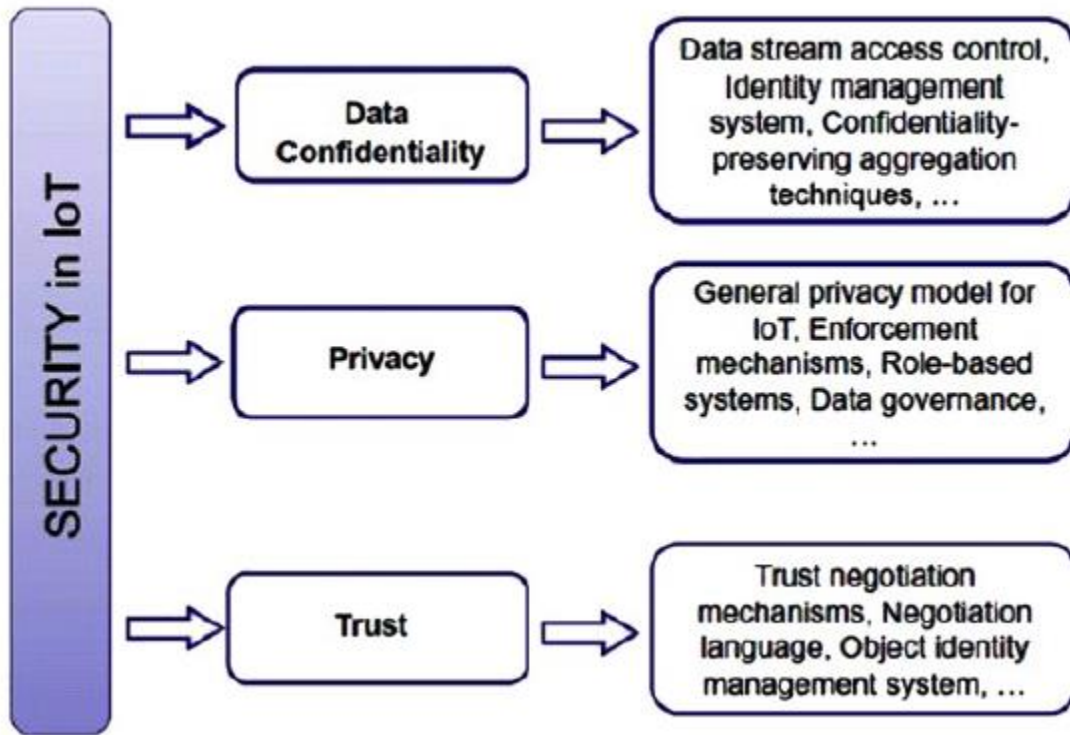 SECURITY in IoT
Data
Confidentiality
Data stream access control,
Identity management
system, Confidentiality-
preserving aggregation
techniques, ...
Privacy
General privacy model for
IoT, Enforcement
mechanisms, Role-based
systems, Data governance,
...
Trust
Trust negotiation
mechanisms, Negotiation
language, Object identity
management system, ...